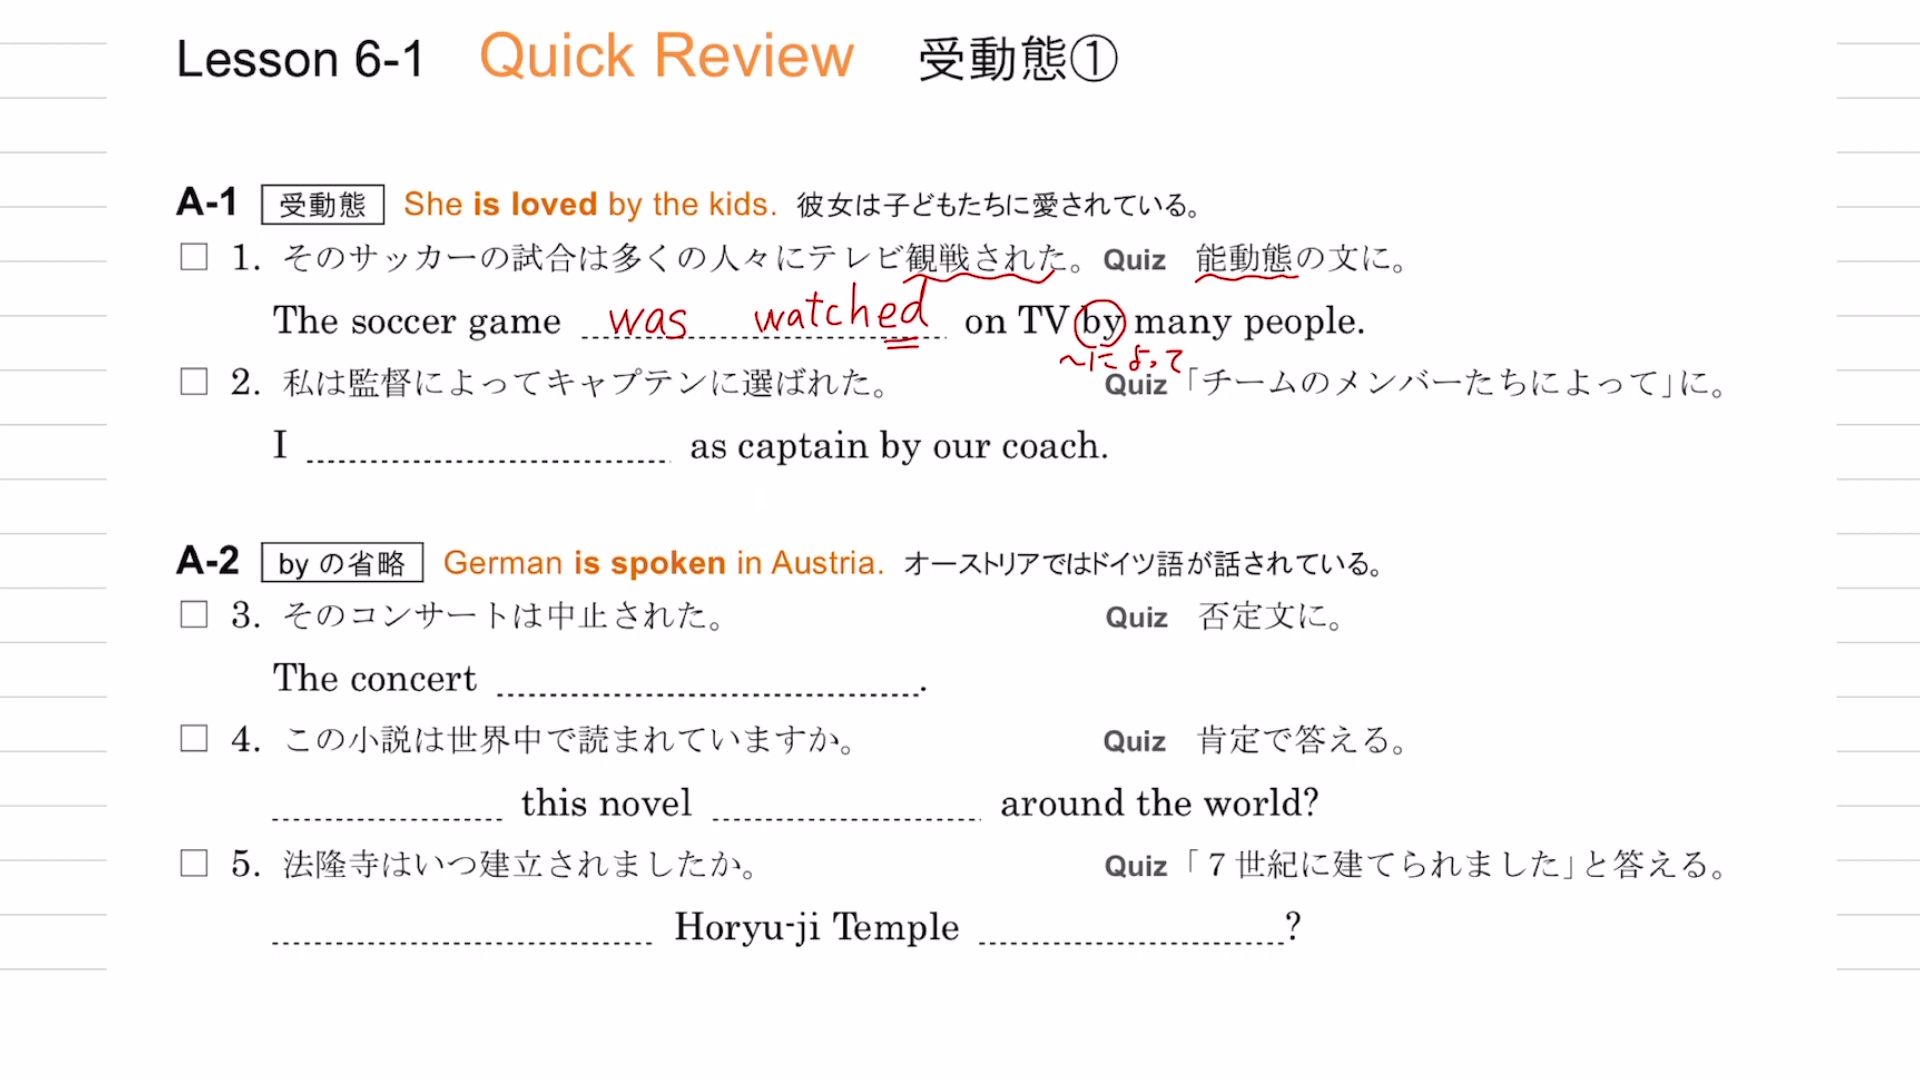 Lesson 6-1 Quick Review 受動態①
A-1 受動態 She is loved by the kids. 彼女は子どもたちに愛されている。
□ 1. そのサッカーの試合は多くの人々にテレビ観戦された。 Quiz 能動態の文に。
The soccer game was watched on TV by many people.
〜によって
□ 2. 私は監督によってキャプテンに選ばれた。 Quiz 「チームのメンバーたちによって」に。
I as captain by our coach.
A-2 by の省略 German is spoken in Austria. オーストリアではドイツ語が話されている。
□ 3. そのコンサートは中止された。 Quiz 否定文に。
The concert .
□ 4. この小説は世界中で読まれていますか。 Quiz 肯定で答える。
this novel around the world?
□ 5. 法隆寺はいつ建立されましたか。 Quiz 「７世紀に建てられました」と答える。
Horyu-ji Temple ?